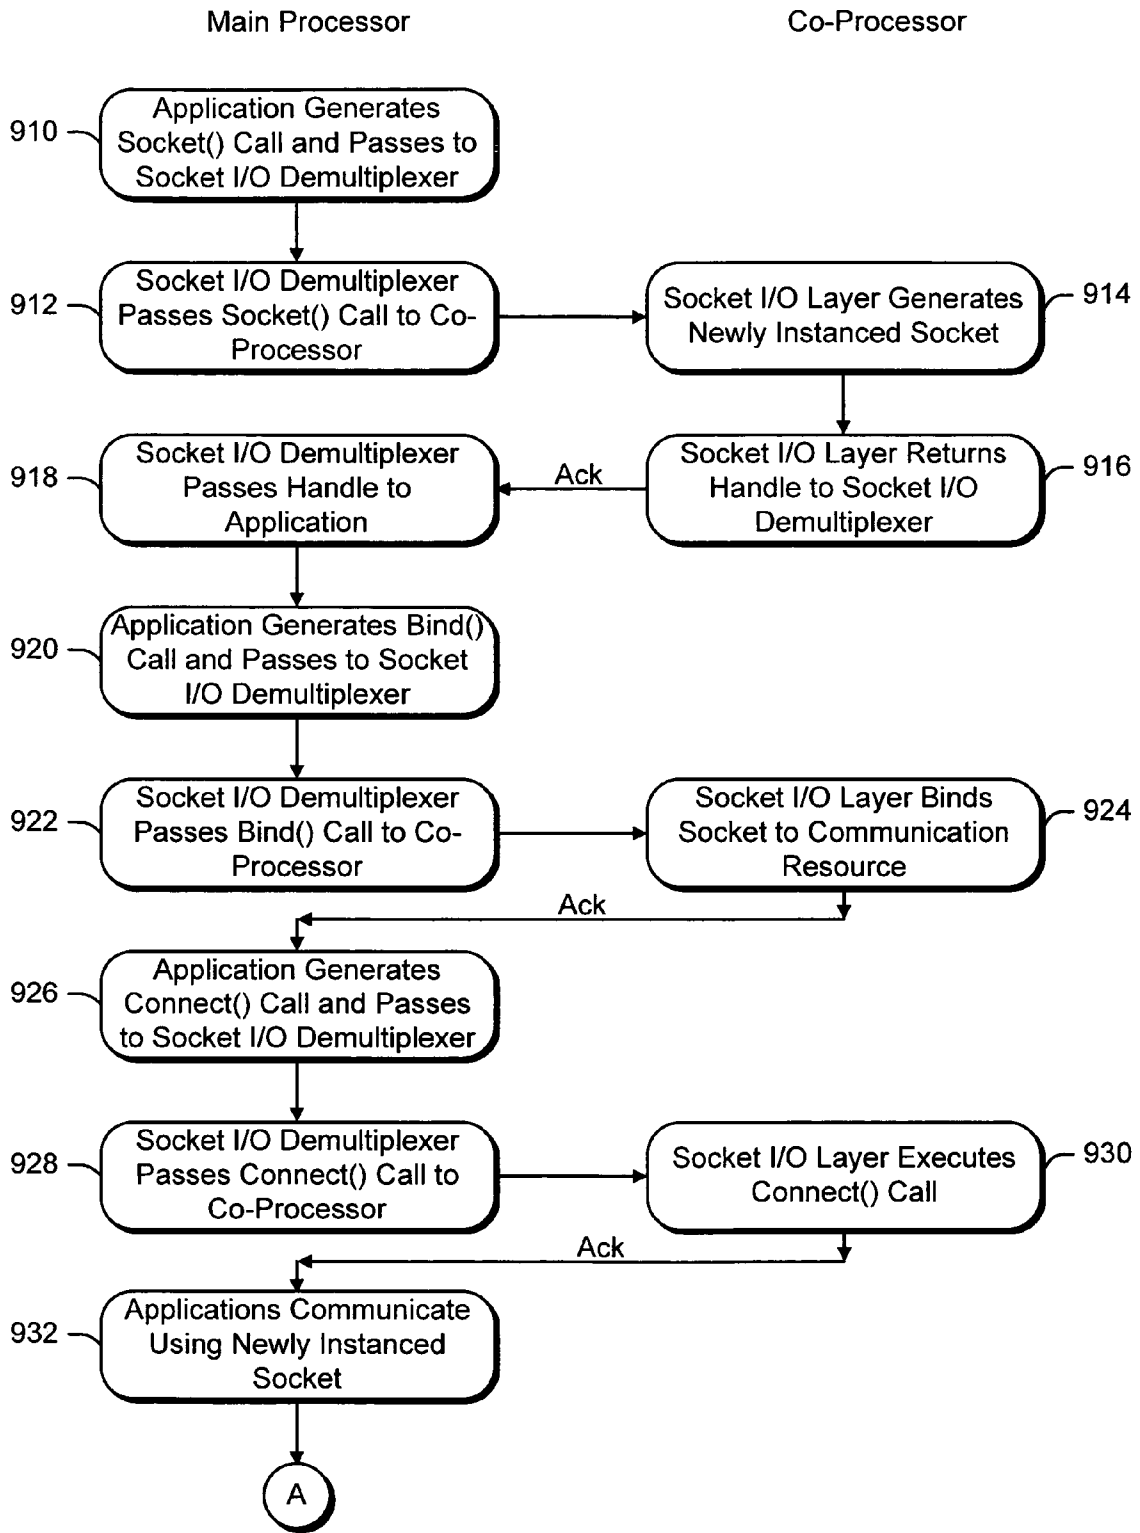 Main Processor
Co-Processor
910
Application Generates
Socket() Call and Passes to
Socket I/O Demultiplexer
912
Socket I/O Demultiplexer
Passes Socket() Call to Co-
Processor
Socket I/O Layer Generates
Newly Instanced Socket
914
918
Socket I/O Demultiplexer
Passes Handle to
Application
Ack
Socket I/O Layer Returns
Handle to Socket I/O
Demultiplexer
916
920
Application Generates Bind()
Call and Passes to Socket
I/O Demultiplexer
922
Socket I/O Demultiplexer
Passes Bind() Call to Co-
Processor
Socket I/O Layer Binds
Socket to Communication
Resource
924
Ack
926
Application Generates
Connect() Call and Passes
to Socket I/O Demultiplexer
928
Socket I/O Demultiplexer
Passes Connect() Call to
Co-Processor
Socket I/O Layer Executes
Connect() Call
930
Ack
932
Applications Communicate
Using Newly Instanced
Socket
A